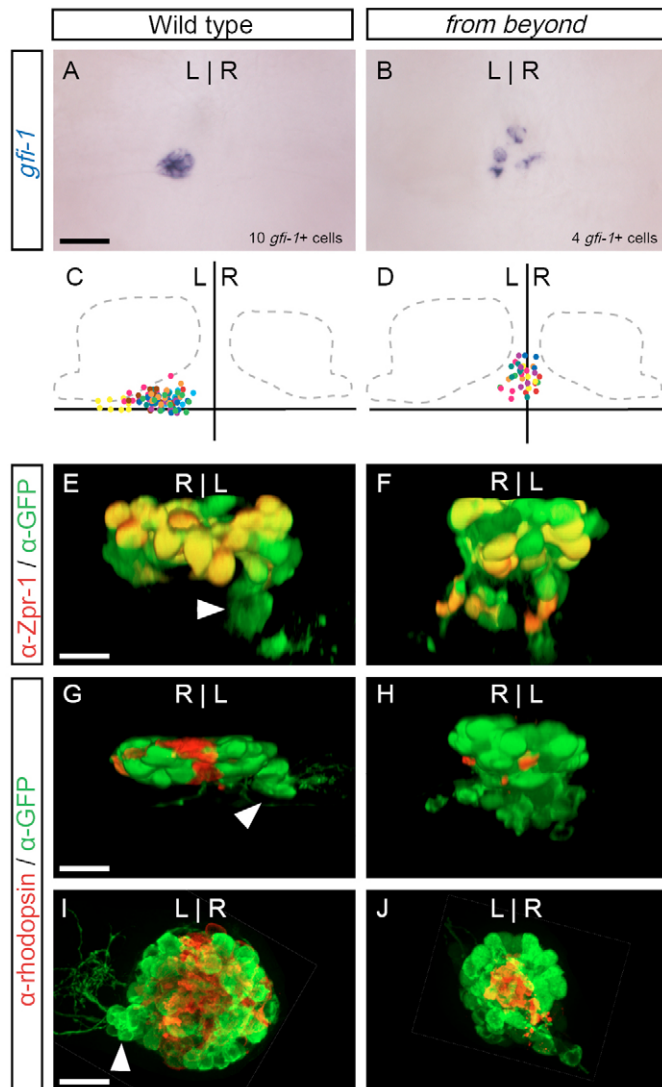 Wild type
from beyond
gfi-1
A
L | R
10 gfi-1+ cells
B
L | R
4 gfi-1+ cells
C
L
R
D
L
R
α-Zpr-1 / α-GFP
E
R | L
F
R | L
α-rhodopsin / α-GFP
G
R | L
H
R | L
I
L | R
J
L | R